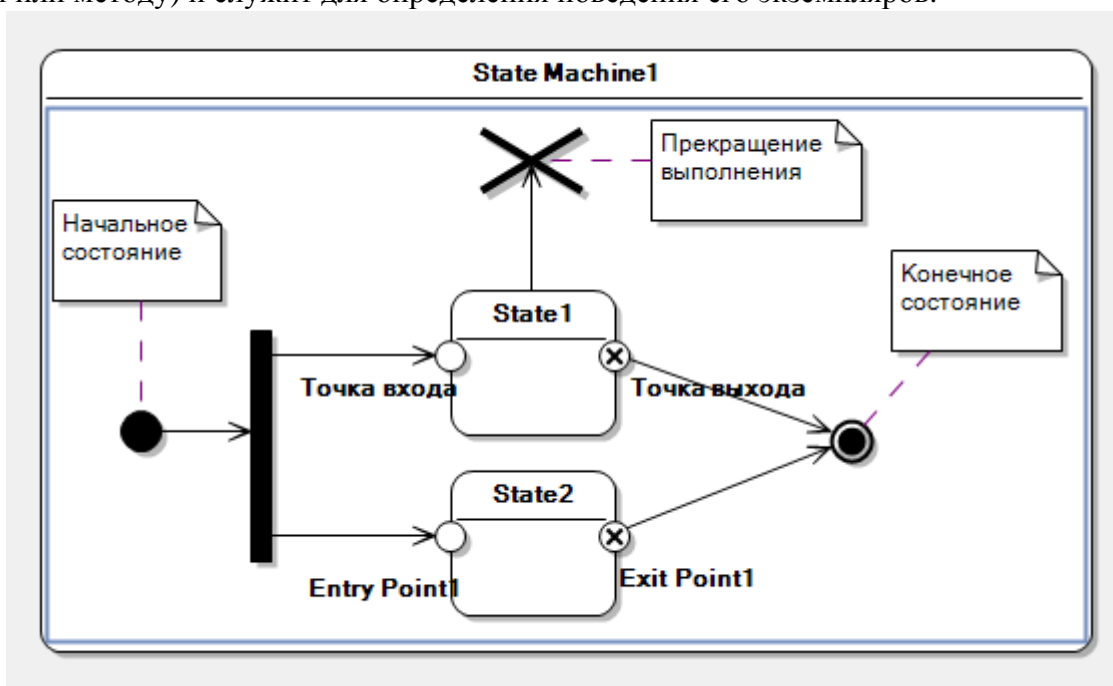 или методу) и служит для определения поведения его экземпляров.
State Machine1
Прекращение
выполнения
Начальное
состояние
Конечное
состояние
State1
Точка входа
Точка выхода
State2
Entry Point1
Exit Point1